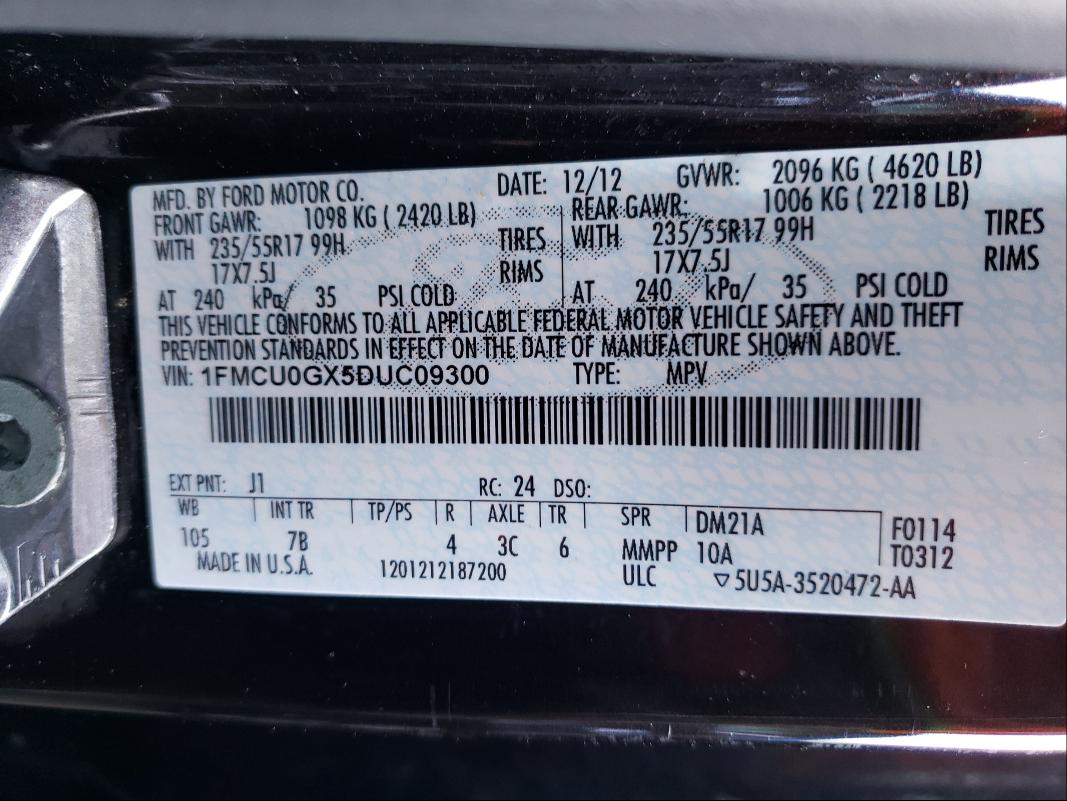 MFD. BY FORD MOTOR CO. DATE: 12/12 GVWR: 2096 KG ( 4620 LB)
FRONT GAWR: 1098 KG ( 2420 LB) REAR GAWR: 1006 KG ( 2218 LB)
WITH 235/55R17 99H TIRES WITH 235/55R17 99H TIRES
17X7.5J RIMS 17X7.5J RIMS
AT 240 kPa/ 35 PSI COLD AT 240 kPa/ 35 PSI COLD
THIS VEHICLE CONFORMS TO ALL APPLICABLE FEDERAL MOTOR VEHICLE SAFETY AND THEFT
PREVENTION STANDARDS IN EFFECT ON THE DATE OF MANUFACTURE SHOWN ABOVE.
VIN: 1FMCU0GX5DUC09300 TYPE: MPV
EXT PNT: J1 RC: 24 DSO:
WB INT TR TP/PS R AXLE TR SPR DM21A F0114
105 7B 4 3C 6 MMPP 10A T0312
MADE IN U.S.A. 1201212187200 ULC ▽5U5A-3520472-AA